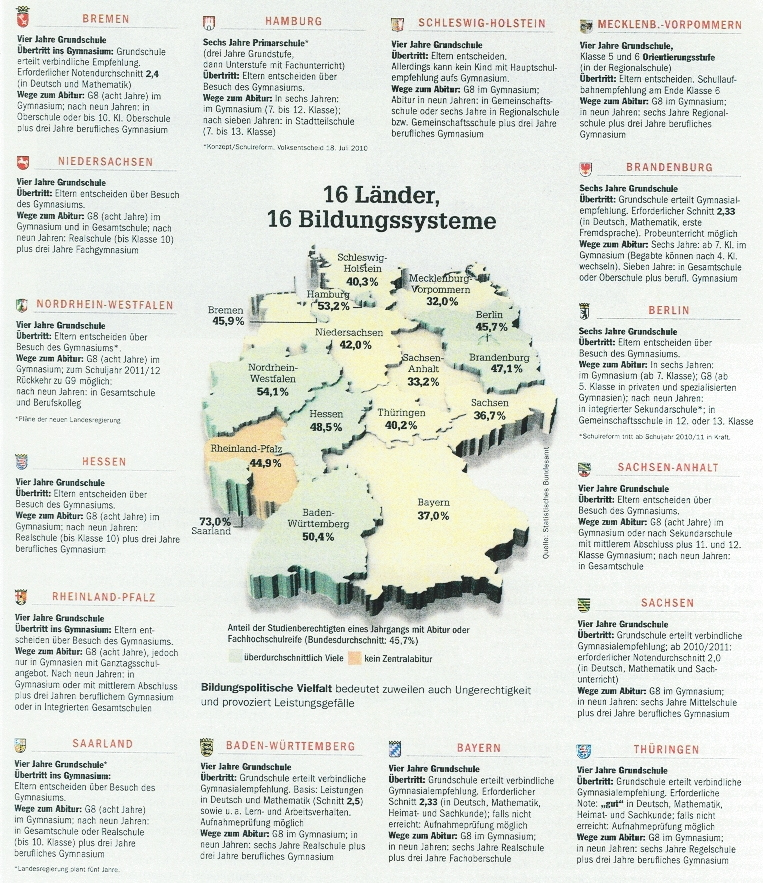 BREMEN
Vier Jahre Grundschule
Übertritt ins Gymnasium: Grundschule
erteilt verbindliche Empfehlung.
Erforderlicher Notendurchschnitt 2,4
(in Deutsch und Mathematik)
Wege zum Abitur: G8 (acht Jahre) im
Gymnasium; nach neun Jahren: in
Oberschule oder bis 10. Kl. Oberschule
plus drei Jahre berufliches Gymnasium
HAMBURG
Sechs Jahre Primarschule*
(drei Jahre Grundstufe,
dann Unterstufe mit Fachunterricht)
Übertritt: Eltern entscheiden über
Besuch des Gymnasiums.
Wege zum Abitur: In sechs Jahren:
im Gymnasium (7. bis 12. Klasse);
nach sieben Jahren: in Stadtteilschule
(7. bis 13. Klasse)
*Konzept/Schulreform. Volksentscheid 18. Juli 2010
SCHLESWIG-HOLSTEIN
Vier Jahre Grundschule
Übertritt: Eltern entscheiden.
Allerdings kann kein Kind mit Hauptschul-
empfehlung aufs Gymnasium.
Wege zum Abitur: G8 im Gymnasium;
Abitur in neun Jahren: in Gemeinschafts-
schule oder sechs Jahre in Regionalschule
bzw. Gemeinschaftsschule plus drei Jahre
berufliches Gymnasium
MECKLENB.-VORPOMMERN
Vier Jahre Grundschule,
Klasse 5 und 6 Orientierungsstufe
(in der Regionalschule)
Übertritt: Eltern entscheiden. Schullauf-
bahnempfehlung am Ende Klasse 6
Wege zum Abitur: G8 im Gymnasium;
in neun Jahren: sechs Jahre Regional-
schule plus drei Jahre berufliches
Gymnasium
NIEDERSACHSEN
Vier Jahre Grundschule
Übertritt: Eltern entscheiden über Besuch
des Gymnasiums.
Wege zum Abitur: G8 (acht Jahre) im
Gymnasium und in Gesamtschule; nach
neun Jahren: Realschule (bis Klasse 10)
plus drei Jahre Fachgymnasium
NORDRHEIN-WESTFALEN
Vier Jahre Grundschule
Übertritt: Eltern entscheiden über
Besuch des Gymnasiums*.
Wege zum Abitur: G8 (acht Jahre) im
Gymnasium; zum Schuljahr 2011/12
Rückkehr zu G9 möglich:
nach neun Jahren: in Gesamtschule
und Berufskolleg
*Pläne der neuen Landesregierung
HESSEN
Vier Jahre Grundschule
Übertritt: Eltern entscheiden über
Besuch des Gymnasiums.
Wege zum Abitur: G8 (acht Jahre) im
Gymnasium; nach neun Jahren:
Realschule (bis Klasse 10) plus drei Jahre
berufliches Gymnasium
RHEINLAND-PFALZ
Vier Jahre Grundschule
Übertritt ins Gymnasium: Eltern ent-
scheiden über Besuch des Gymnasiums.
Wege zum Abitur: G8 (acht Jahre), jedoch
nur in Gymnasien mit Ganztagsschul-
angebot. Nach neun Jahren: in
Gymnasium oder mit mittlerem Abschluss
plus drei Jahren beruflichem Gymnasium
oder in Integrierten Gesamtschulen
SAARLAND
Vier Jahre Grundschule*
Übertritt ins Gymnasium:
Eltern entscheiden über Besuch des
Gymnasiums.
Wege zum Abitur: G8 (acht Jahre)
im Gymnasium; nach neun Jahren:
in Gesamtschule oder Realschule
(bis 10. Klasse) plus drei Jahre
berufliches Gymnasium
*Landesregierung plant fünf Jahre.
16 Länder,
16 Bildungssysteme
Schleswig-
Holstein
40,3%
Mecklenburg-
Vorpommern
32,0%
Hamburg
53,2%
Bremen
45,9%
Berlin
45,7%
Niedersachsen
42,0%
Sachsen-
Anhalt
33,2%
Brandenburg
47,1%
Nordrhein-
Westfalen
54,1%
Hessen
48,5%
Thüringen
40,2%
Sachsen
36,7%
Rheinland-Pfalz
44,9%
73,0%
Saarland
Baden-
Württemberg
50,4%
Bayern
37,0%
Quelle: Statistisches Bundesamt
Anteil der Studienberechtigten eines Jahrgangs mit Abitur oder
Fachhochschulreife (Bundesdurchschnitt: 45,7%)
überdurchschnittlich Viele
kein Zentralabitur
Bildungspolitische Vielfalt bedeutet zuweilen auch Ungerechtigkeit
und provoziert Leistungsgefälle
BRANDENBURG
Sechs Jahre Grundschule
Übertritt: Grundschule erteilt Gymnasial-
empfehlung. Erforderlicher Schnitt 2,33
(in Deutsch, Mathematik, erste
Fremdsprache). Probeunterricht möglich
Wege zum Abitur: Sechs Jahre: ab 7. Kl. im
Gymnasium (Begabte können nach 4. Kl.
wechseln). Sieben Jahre: in Gesamtschule
oder Oberschule plus berufl. Gymnasium
BERLIN
Sechs Jahre Grundschule
Übertritt: Eltern entscheiden über
Besuch des Gymnasiums.
Wege zum Abitur: In sechs Jahren:
im Gymnasium (ab 7. Klasse); G8 (ab
5. Klasse in privaten und spezialisierten
Gymnasien); nach neun Jahren:
in integrierter Sekundarschule*; in
Gemeinschaftsschule in 12. oder 13. Klasse
*Schulreform tritt ab Schuljahr 2010/11 in Kraft.
SACHSEN-ANHALT
Vier Jahre Grundschule
Übertritt: Eltern entscheiden über
Besuch des Gymnasiums.
Wege zum Abitur: G8 (acht Jahre) im
Gymnasium oder nach Sekundarschule
mit mittlerem Abschluss plus 11. und 12.
Klasse Gymnasium; nach neun Jahren:
in Gesamtschule
SACHSEN
Vier Jahre Grundschule
Übertritt: Grundschule erteilt verbindliche
Gymnasialempfehlung; ab 2010/2011:
erforderlicher Notendurchschnitt 2,0
(in Deutsch, Mathematik und Sach-
unterricht)
Wege zum Abitur: G8 im Gymnasium;
in neun Jahren: sechs Jahre Mittelschule
plus drei Jahre berufliches Gymnasium
BADEN-WÜRTTEMBERG
Vier Jahre Grundschule
Übertritt: Grundschule erteilt verbindliche
Gymnasialempfehlung. Basis: Leistungen
in Deutsch und Mathematik (Schnitt 2,5)
sowie u. a. Lern- und Arbeitsverhalten.
Aufnahmeprüfung möglich
Wege zum Abitur: G8 im Gymnasium; in
neun Jahren: sechs Jahre Realschule plus
drei Jahre berufliches Gymnasium
BAYERN
Vier Jahre Grundschule
Übertritt: Grundschule erteilt verbindliche
Gymnasialempfehlung. Erforderlicher
Schnitt 2,33 (in Deutsch, Mathematik,
Heimat- und Sachkunde); falls nicht
erreicht: Aufnahmeprüfung möglich
Wege zum Abitur: G8 im Gymnasium;
in neun Jahren: sechs Jahre Realschule
plus drei Jahre Fachoberschule
THÜRINGEN
Vier Jahre Grundschule
Übertritt: Grundschule erteilt verbindliche
Gymnasialempfehlung. Erforderliche
Note: „gut“ in Deutsch, Mathematik,
Heimat- und Sachkunde; falls nicht
erreicht: Aufnahmeprüfung möglich
Wege zum Abitur: G8 im Gymnasium;
in neun Jahren: sechs Jahre Regelschule
plus drei Jahre berufliches Gymnasium